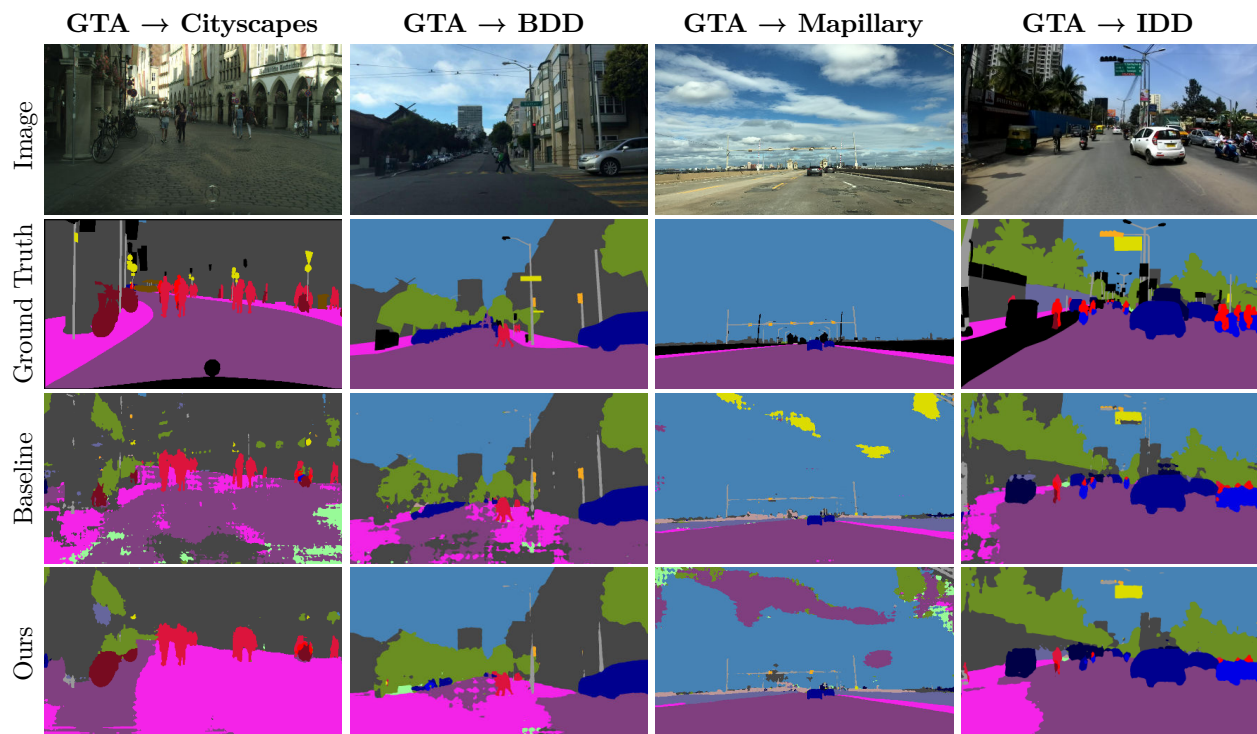 GTA → Cityscapes
GTA → BDD
GTA → Mapillary
GTA → IDD
Image
Ground Truth
Baseline
Ours